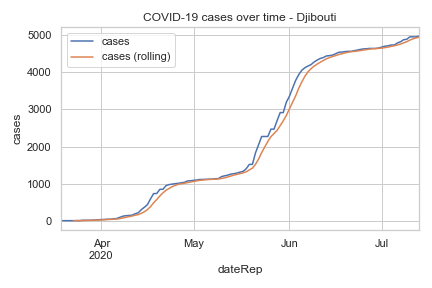 COVID-19 cases over time - Djibouti
cases
cases (rolling)
5000
4000
3000
2000
1000
0
cases
Apr
2020
May
Jun
Jul
dateRep